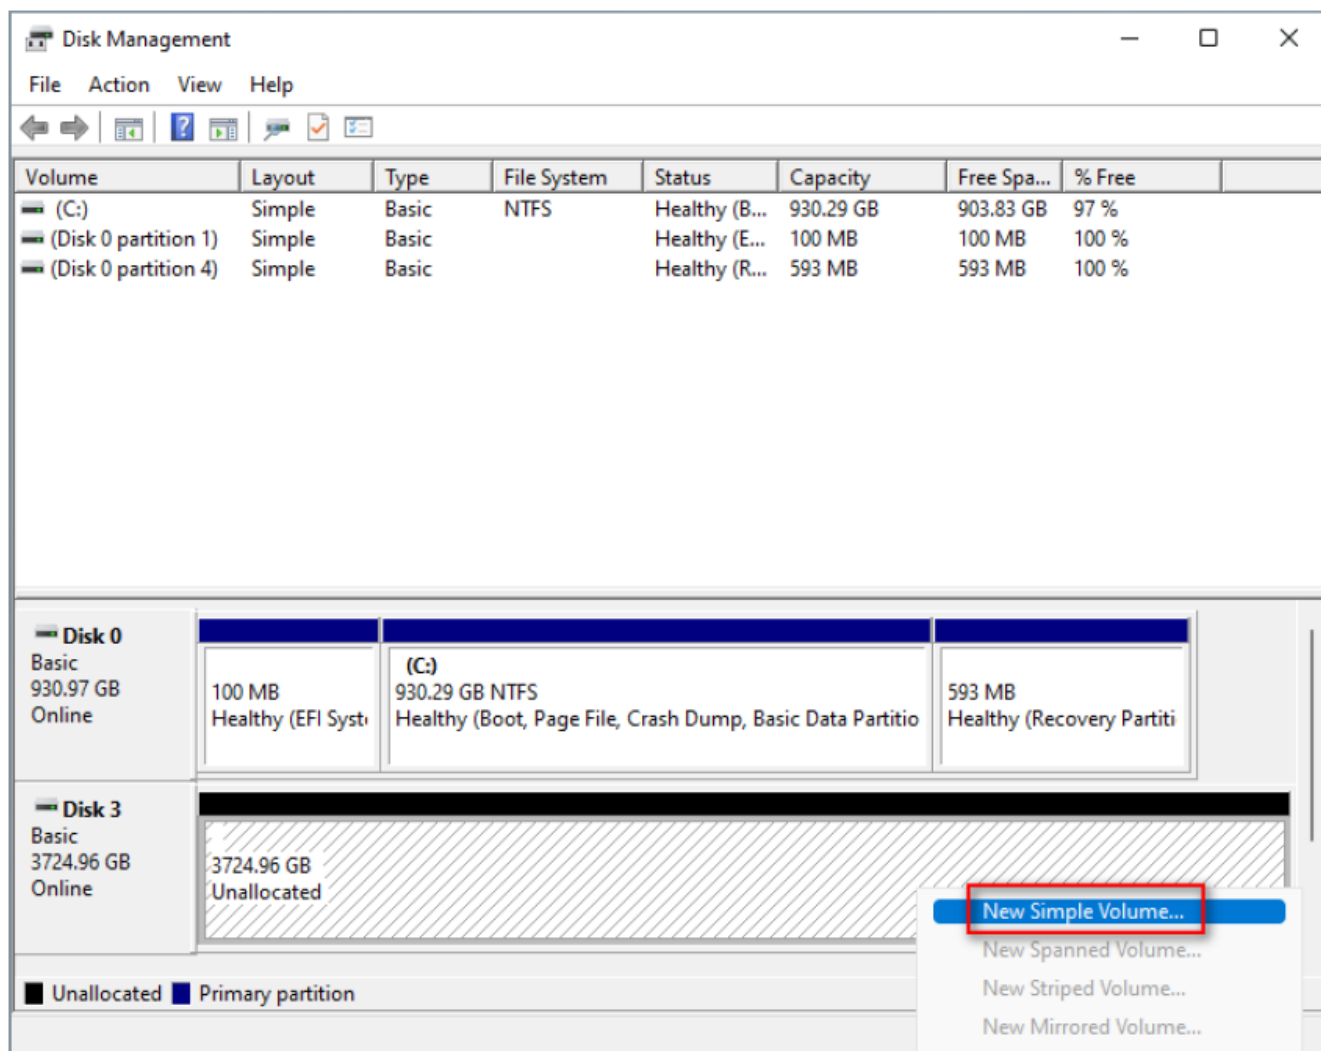 Disk Management
File Action View Help
Volume Layout Type File System Status Capacity Free Spa... % Free
(C:) Simple Basic NTFS Healthy (B... 930.29 GB 903.83 GB 97 %
(Disk 0 partition 1) Simple Basic Healthy (E... 100 MB 100 MB 100 %
(Disk 0 partition 4) Simple Basic Healthy (R... 593 MB 593 MB 100 %
Disk 0
Basic
930.97 GB
Online
100 MB
Healthy (EFI Syst
(C:)
930.29 GB NTFS
Healthy (Boot, Page File, Crash Dump, Basic Data Partitio
593 MB
Healthy (Recovery Partiti
Disk 3
Basic
3724.96 GB
Online
3724.96 GB
Unallocated
New Simple Volume...
New Spanned Volume...
New Striped Volume...
New Mirrored Volume...
Unallocated Primary partition